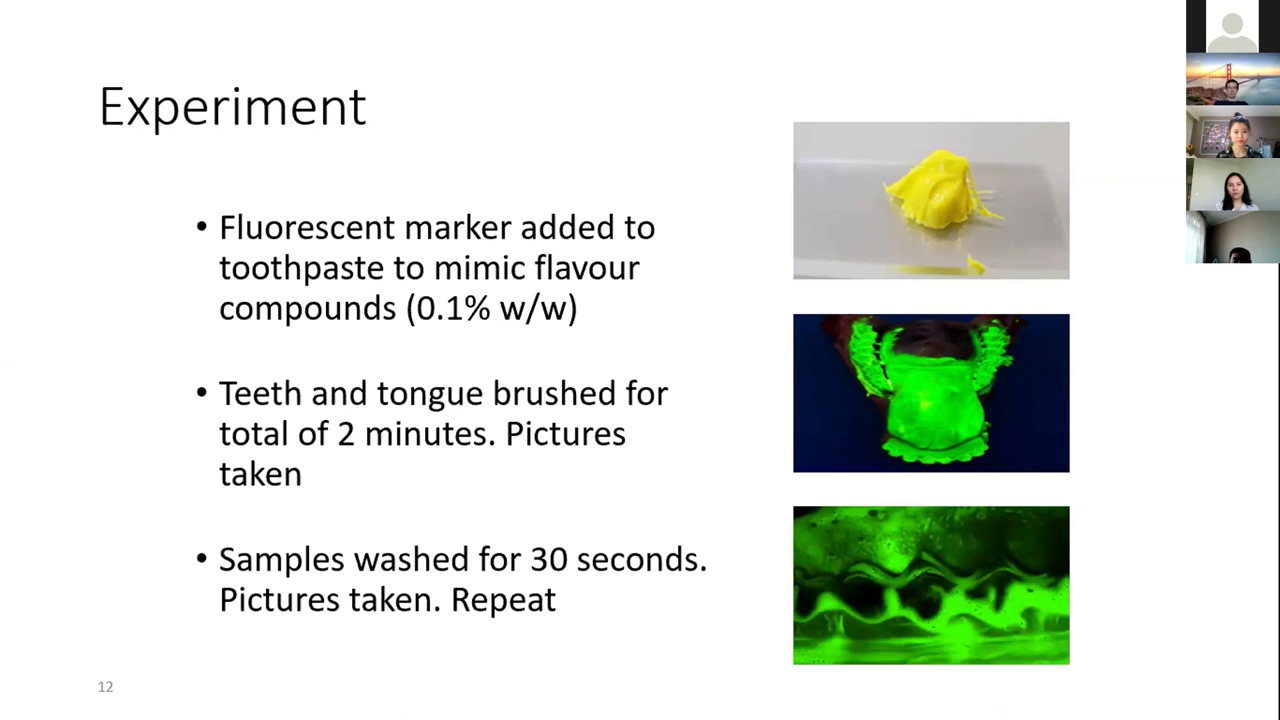 Experiment
• Fluorescent marker added to
toothpaste to mimic flavour
compounds (0.1% w/w)
• Teeth and tongue brushed for
total of 2 minutes. Pictures
taken
• Samples washed for 30 seconds.
Pictures taken. Repeat
12